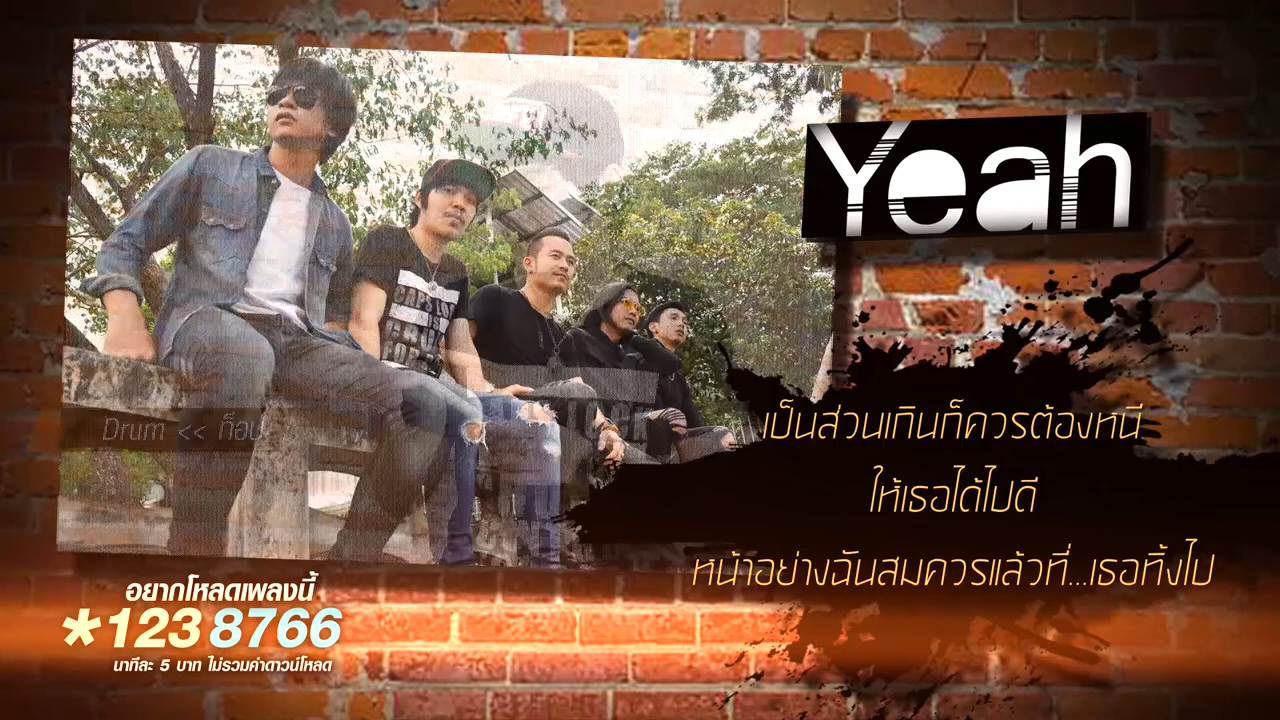 Yeah
Drum << ก็อบ
เป็นส่วนเกินก็ควรต้องหนี
ให้เธอได้ไปดี
หน้าอย่างฉันสมควรแล้วที่...เธอทิ้งไป
อยากโหลดเพลงนี้
*123 8766
นาทีละ 5 บาท ไม่รวมค่าดาวน์โหลด